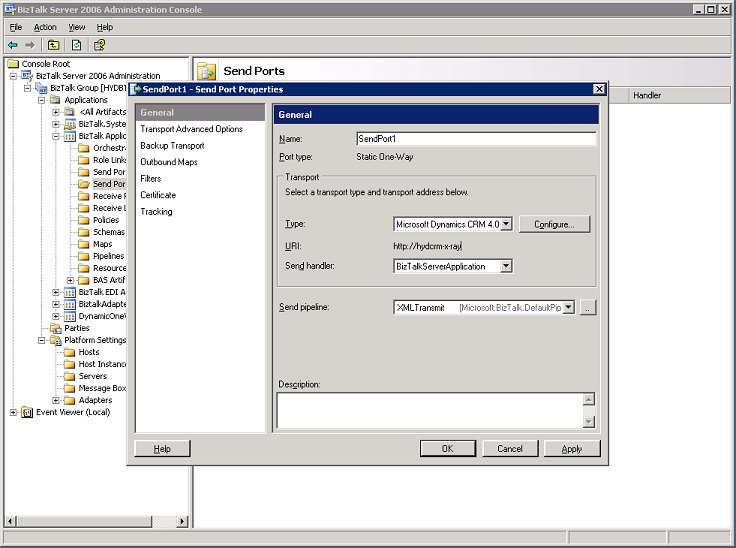 BizTalk Server 2006 Administration Console
File Action View Help
Console Root
BizTalk Server 2006 Administration
BizTalk Group [HYDBT
Applications
<All Artifacts
BizTalk.System
BizTalk Applic
Orchestra
Role Links
Send Por
Send Por
Receive P
Receive L
Policies
Schemas
Maps
Pipelines
Resource
BAS Artif
BizTalk EDI A
BiztalkAdapte
DynamicOneV
Parties
Platform Settings
Hosts
Host Instance
Servers
Message Box
Adapters
Event Viewer (Local)
Send Ports
Handler
SendPort1 - Send Port Properties
General
Transport Advanced Options
Backup Transport
Outbound Maps
Filters
Certificate
Tracking
General
Name: SendPort1
Port type: Static One-Way
Transport
Select a transport type and transport address below.
Type: Microsoft Dynamics CRM 4.0 Configure...
URI: http://hydcrm-x-ray
Send handler: BizTalkServerApplication
Send pipeline: XMLTransmit [Microsoft.BizTalk.DefaultPip ..
Description:
Help OK Cancel Apply